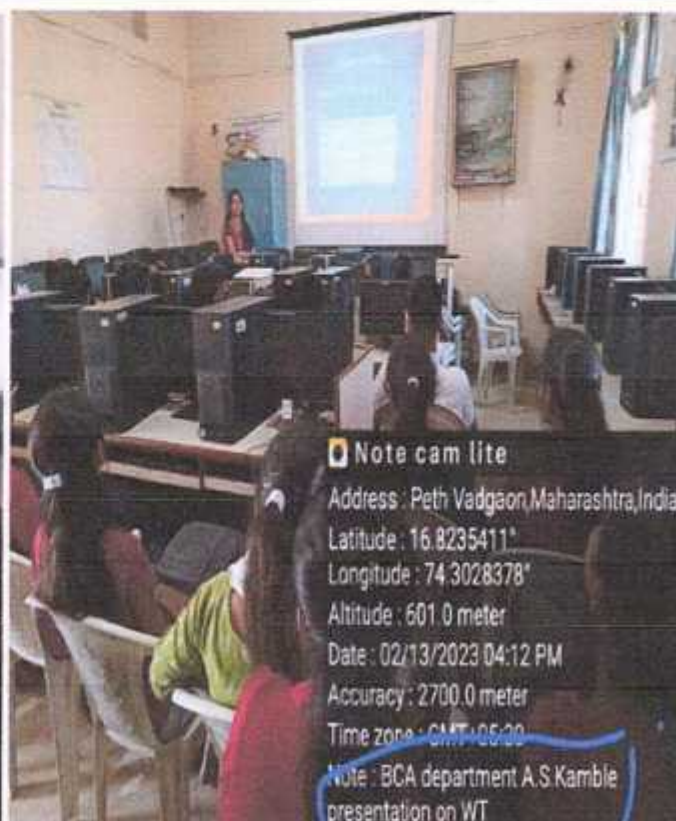 Note cam lite
Address : Peth Vadgaon,Maharashtra,India
Latitude : 16.8235411°
Longitude : 74.3028378°
Altitude : 601.0 meter
Date : 02/13/2023 04:12 PM
Accuracy : 2700.0 meter
Time zone : GMT+05:30
Note : BCA department A.S.Kamble
presentation on WT